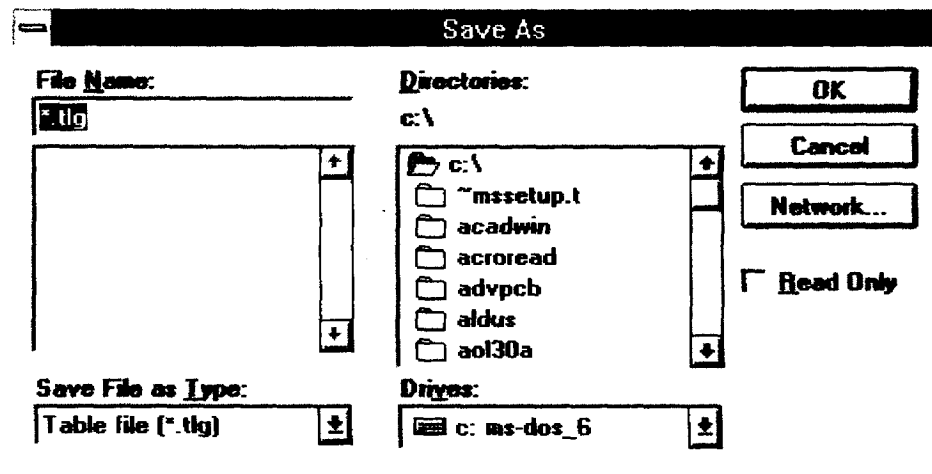 Save As
File Name:
*.tlg
Directories:
c:\
c:\
~mssetup.t
acadwin
acroread
advpcb
aldus
aol30a
OK
Cancel
Network...
Read Only
Save File as Type:
Table file (*.tlg)
Drives:
c: ms-dos_6